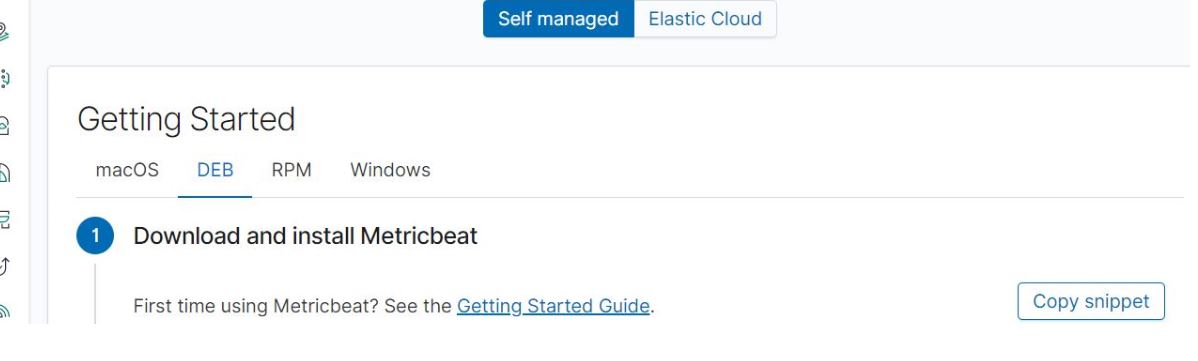 Self managed Elastic Cloud
Getting Started
macOS DEB RPM Windows
1 Download and install Metricbeat
First time using Metricbeat? See the Getting Started Guide. Copy snippet